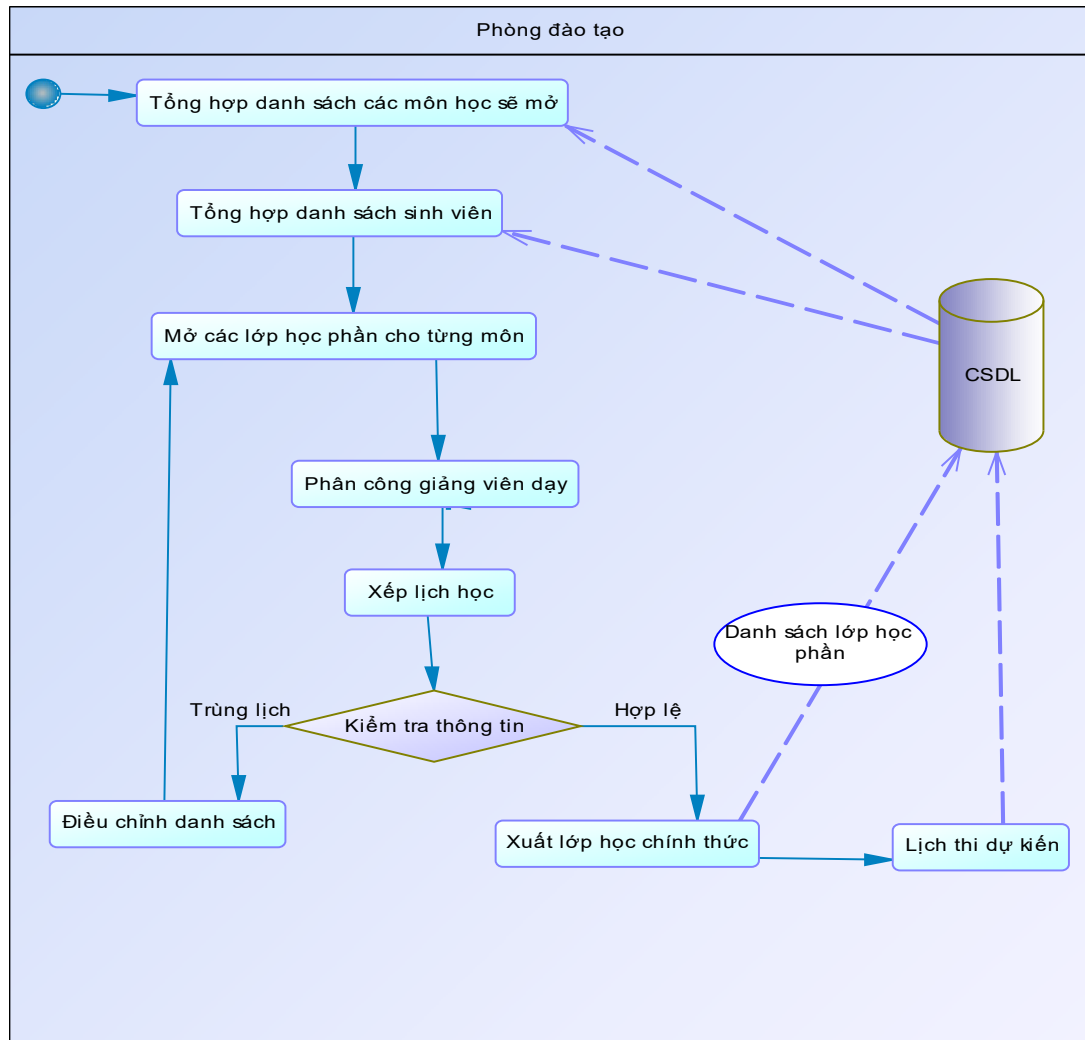 Phòng đào tạo
Tổng hợp danh sách các môn học sẽ mở
Tổng hợp danh sách sinh viên
Mở các lớp học phần cho từng môn
CSDL
Phân công giảng viên dạy
Xếp lịch học
Danh sách lớp học
phần
Trùng lịch
Kiểm tra thông tin
Hợp lệ
Điều chỉnh danh sách
Xuất lớp học chính thức
Lịch thi dự kiến